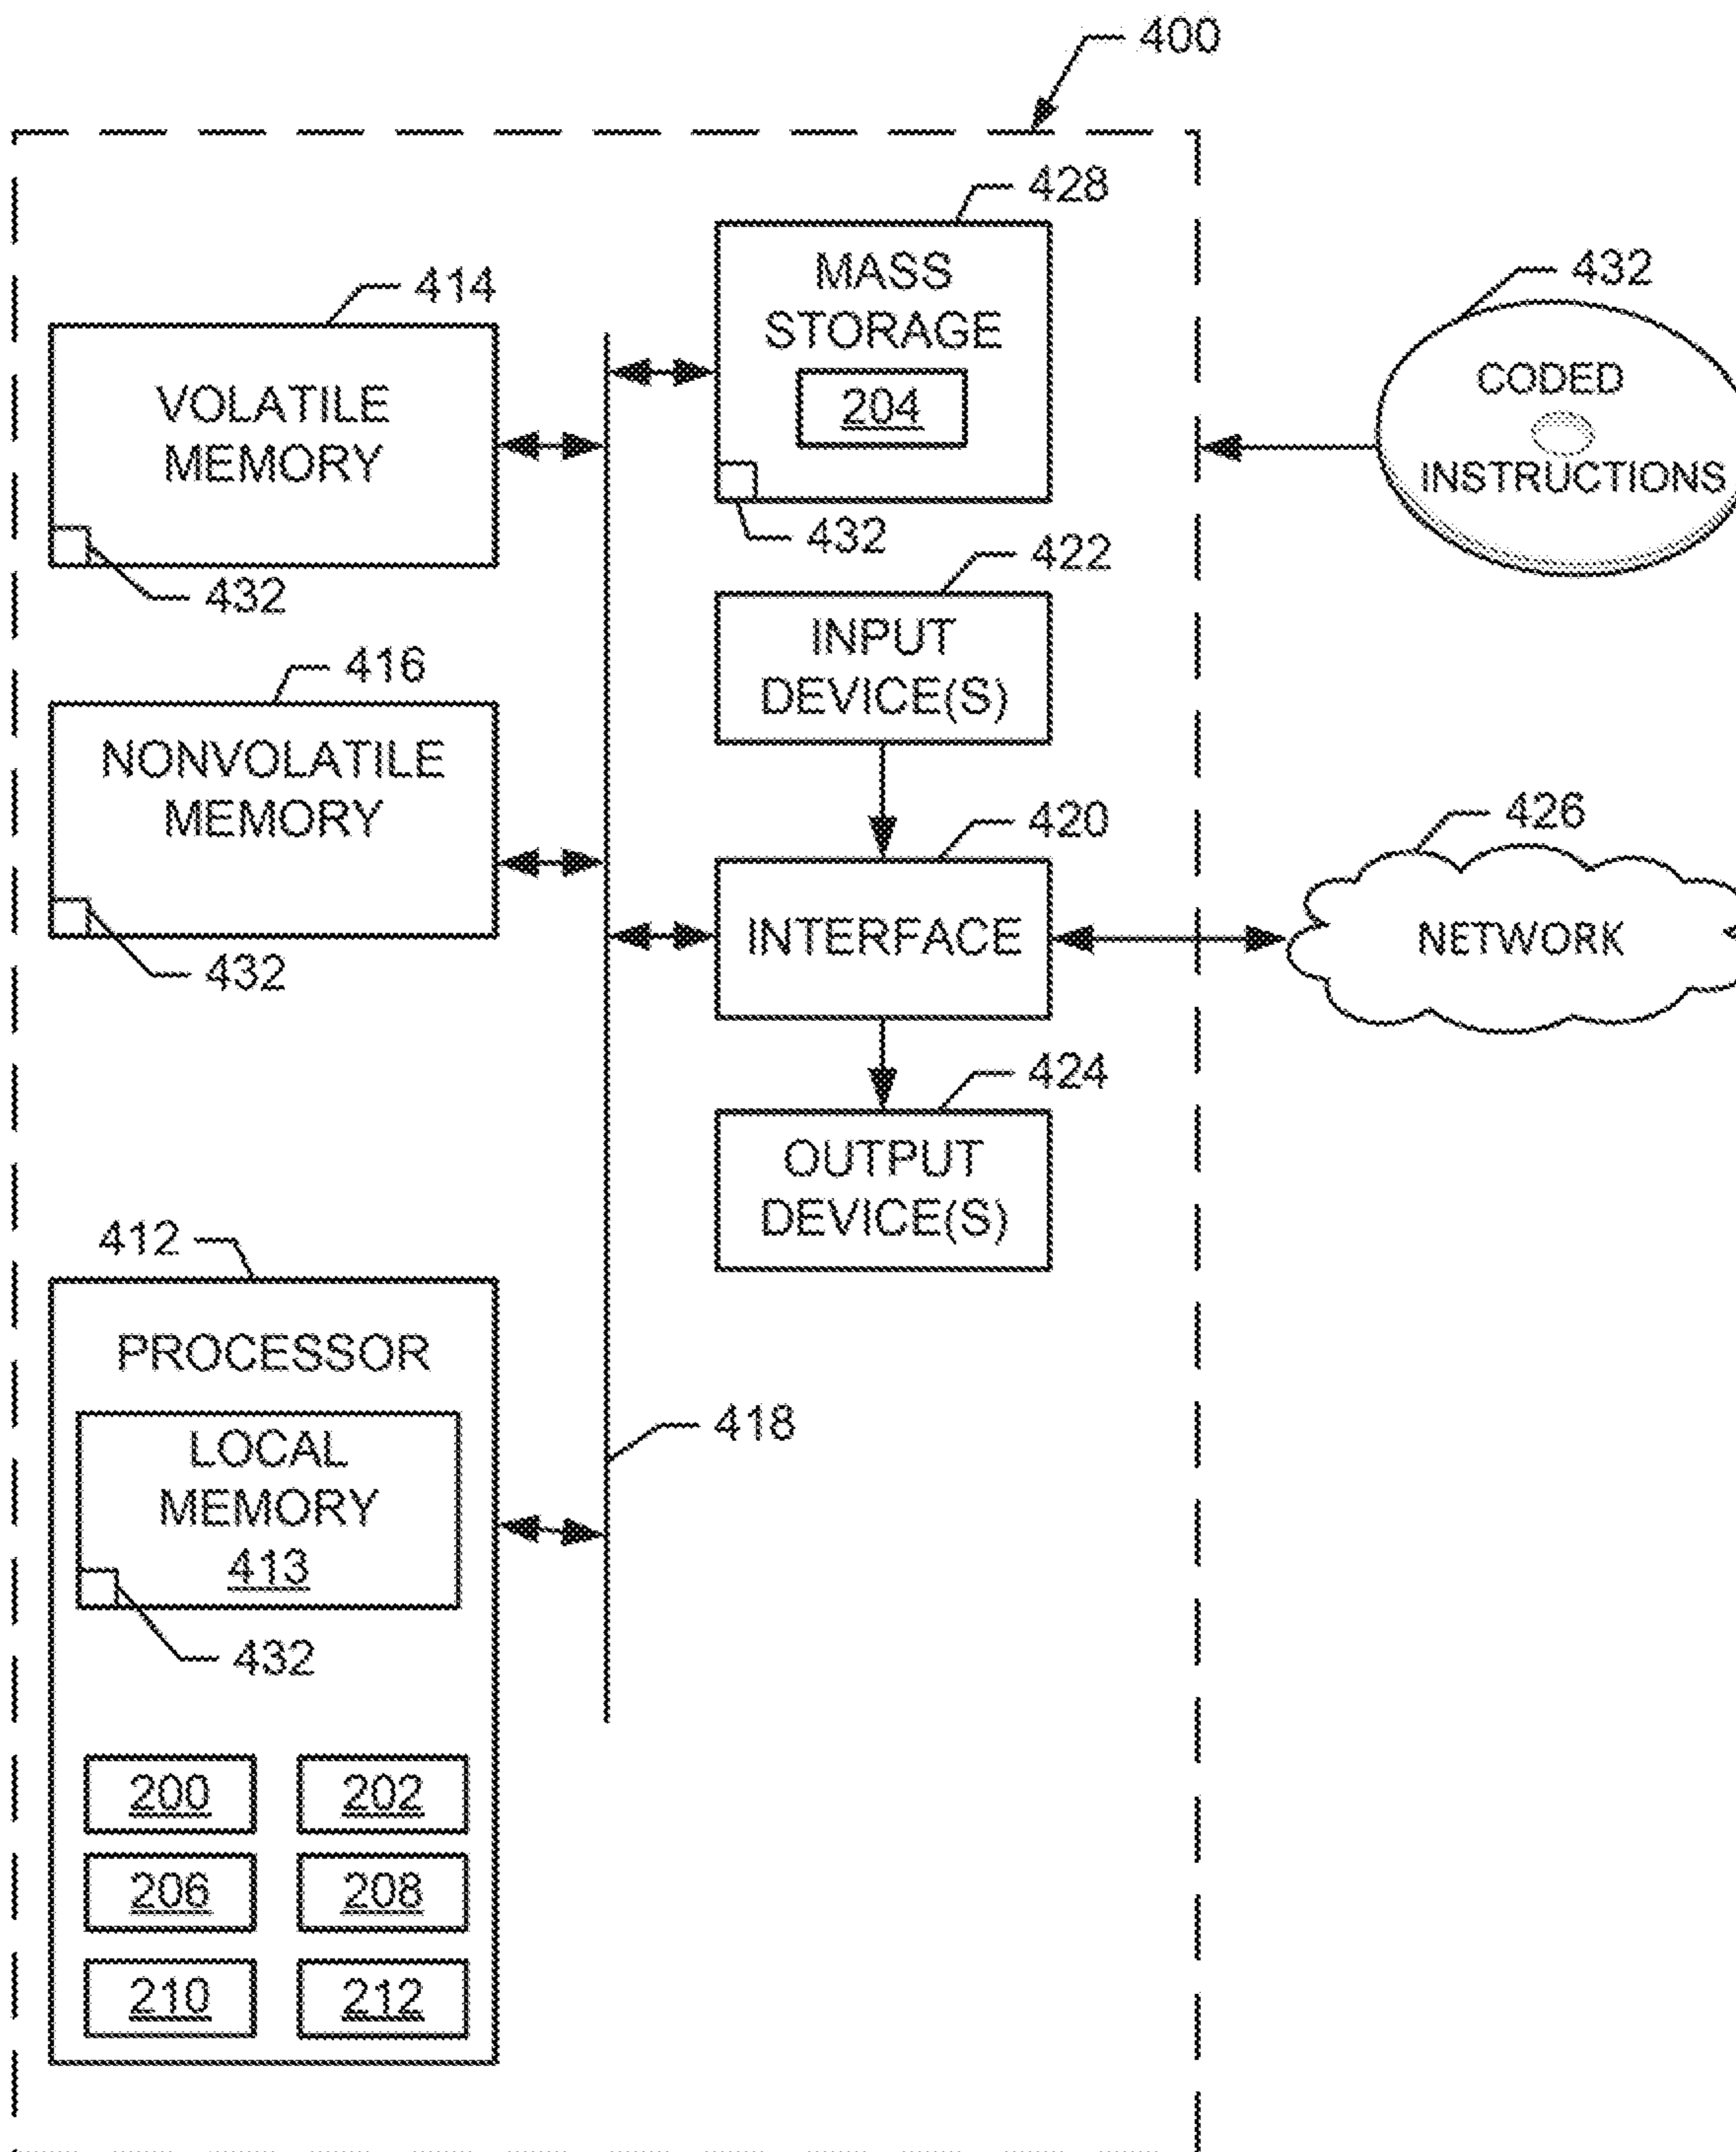 400
428
MASS
STORAGE
204
432
414
VOLATILE
MEMORY
432
432
CODED
INSTRUCTIONS
422
INPUT
DEVICE(S)
416
NONVOLATILE
MEMORY
432
420
INTERFACE
426
NETWORK
424
OUTPUT
DEVICE(S)
412
PROCESSOR
LOCAL
MEMORY
413
432
418
200 202
206 208
210 212